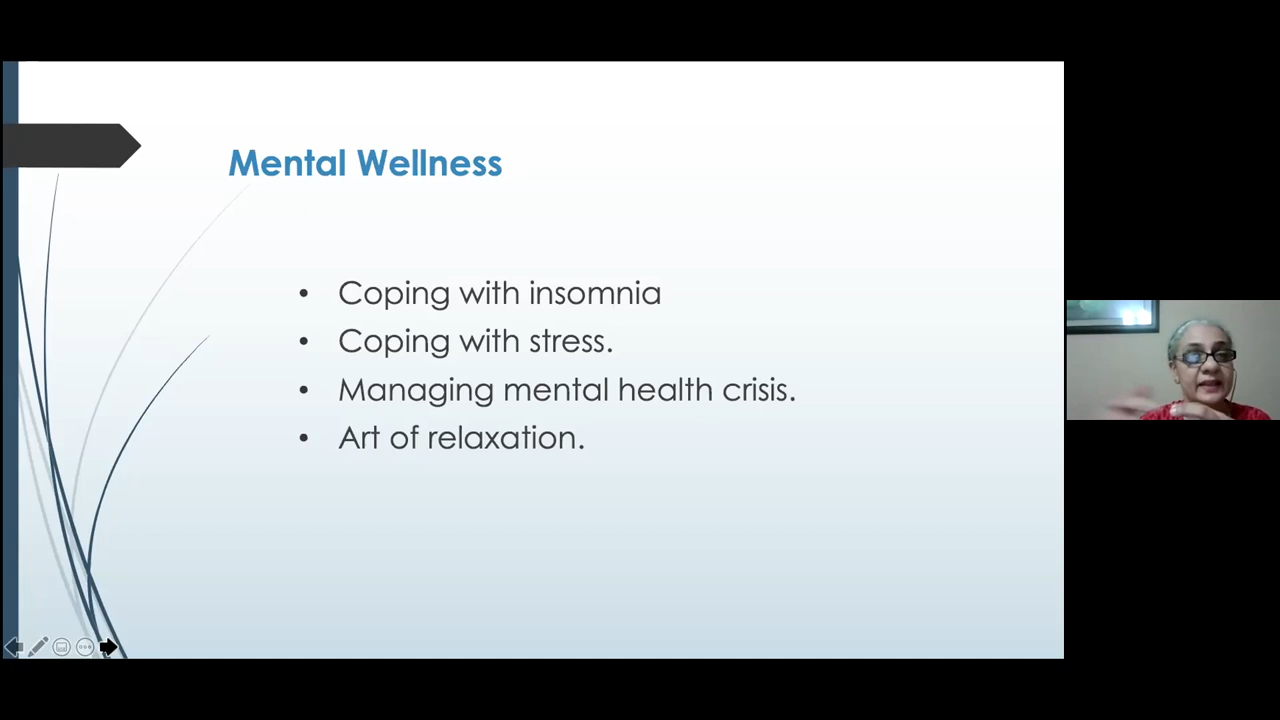 Mental Wellness
• Coping with insomnia
• Coping with stress.
• Managing mental health crisis.
• Art of relaxation.